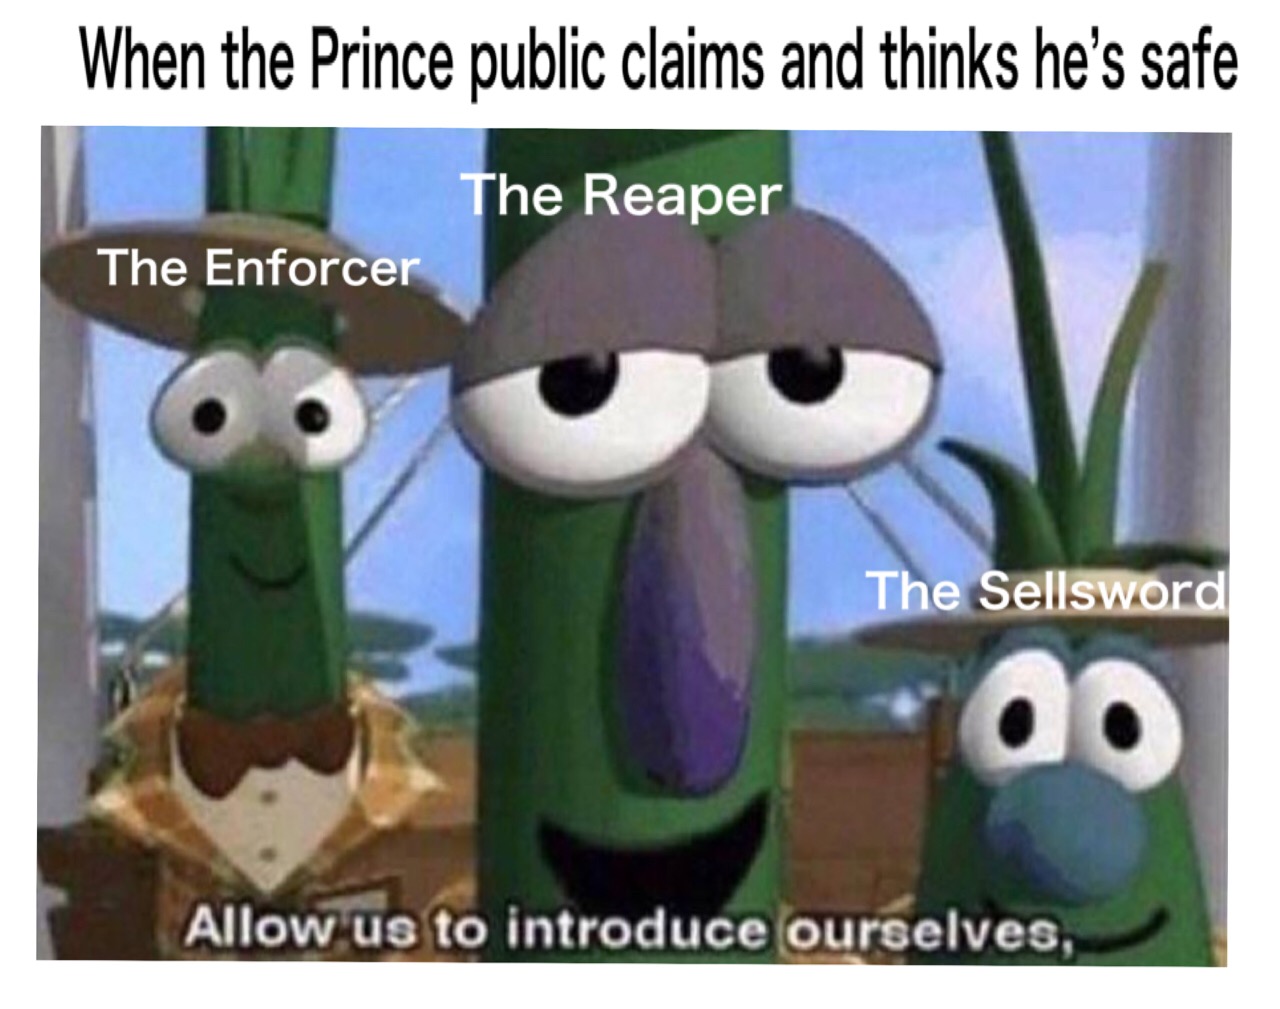 When the Prince public claims and thinks he's safe
The Reaper
The Enforcer
The Sellsword
Allow us to introduce ourselves,